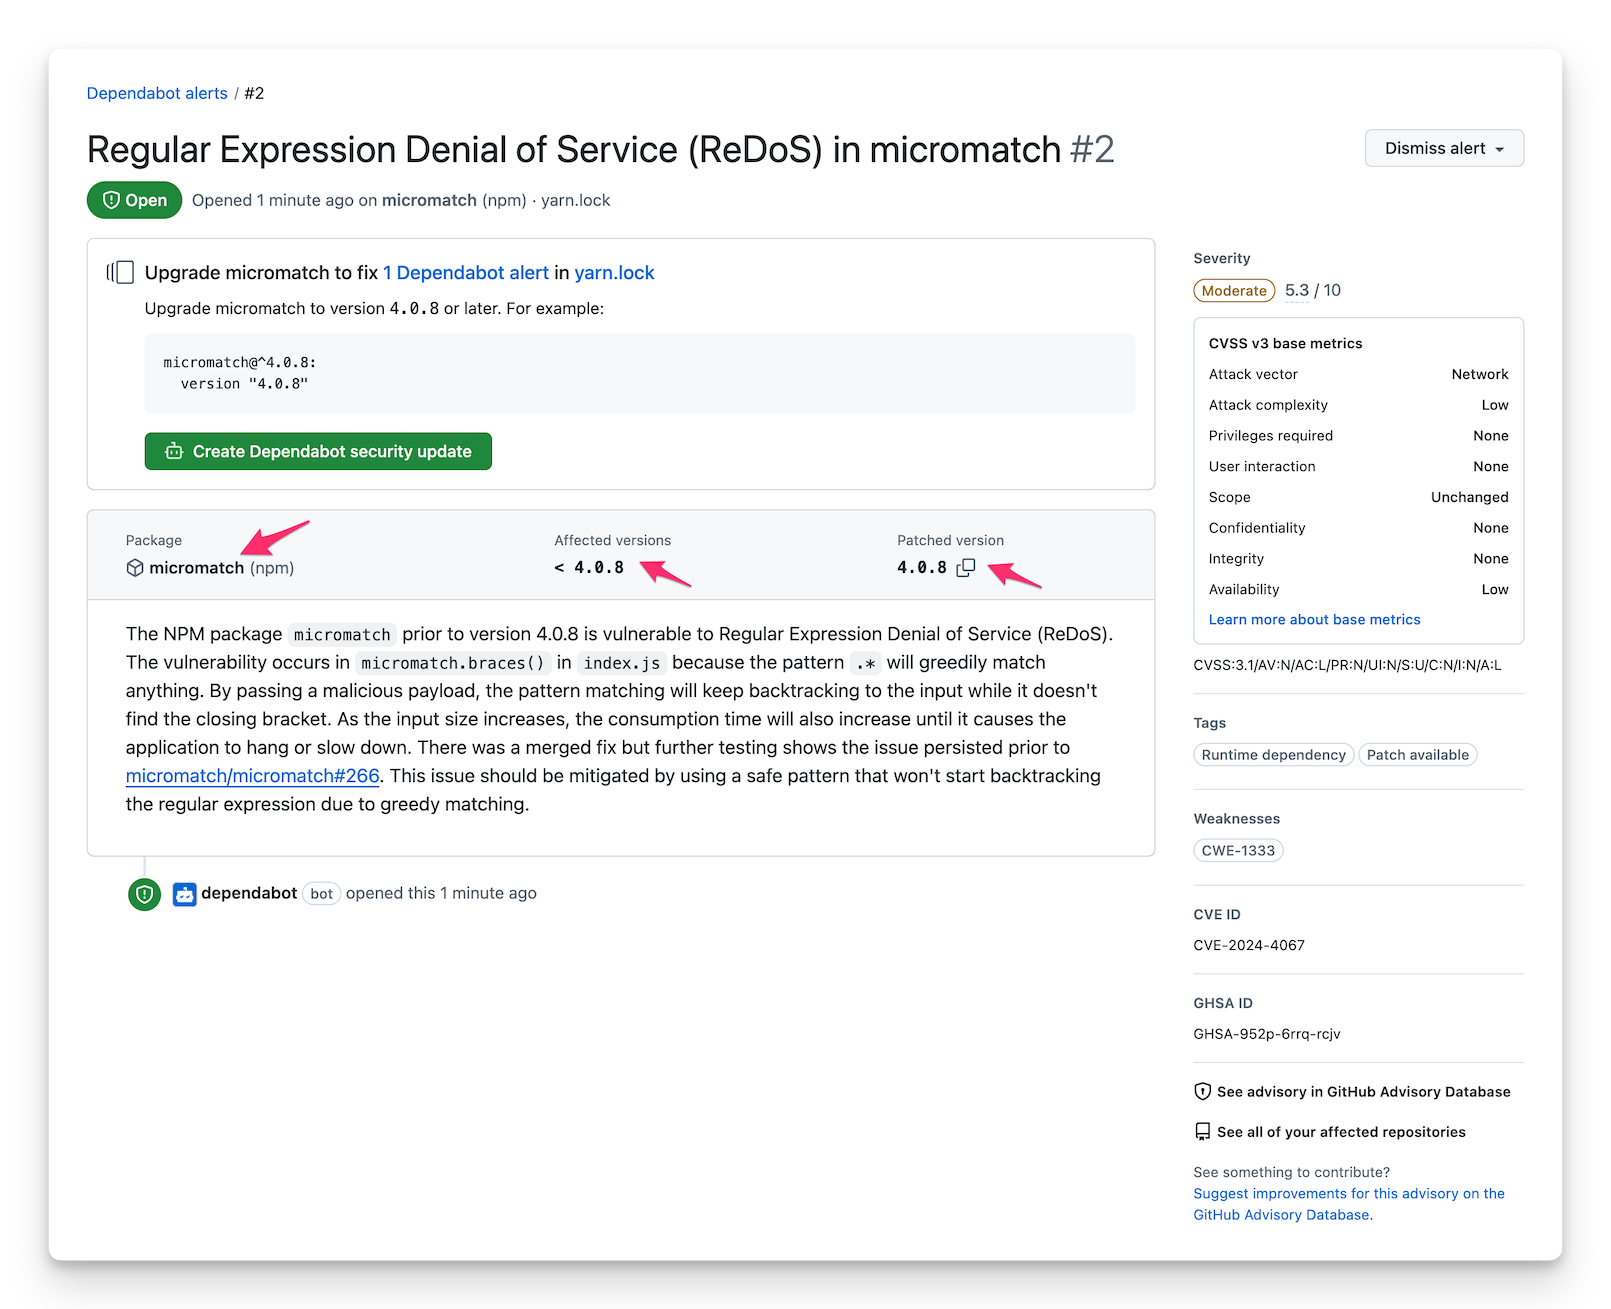 Dependabot alerts / #2
Regular Expression Denial of Service (ReDoS) in micromatch #2
Dismiss alert
Open
Opened 1 minute ago on micromatch (npm) · yarn.lock
Upgrade micromatch to fix 1 Dependabot alert in yarn.lock
Upgrade micromatch to version 4.0.8 or later. For example:
micromatch@^4.0.8:
version "4.0.8"
Create Dependabot security update
Package
micromatch (npm)
Affected versions
< 4.0.8
Patched version
4.0.8
The NPM package micromatch prior to version 4.0.8 is vulnerable to Regular Expression Denial of Service (ReDoS).
The vulnerability occurs in micromatch.braces() in index.js because the pattern .* will greedily match
anything. By passing a malicious payload, the pattern matching will keep backtracking to the input while it doesn't
find the closing bracket. As the input size increases, the consumption time will also increase until it causes the
application to hang or slow down. There was a merged fix but further testing shows the issue persisted prior to
micromatch/micromatch#266. This issue should be mitigated by using a safe pattern that won't start backtracking
the regular expression due to greedy matching.
dependabot bot opened this 1 minute ago
Severity
Moderate 5.3 / 10
CVSS v3 base metrics
Attack vector Network
Attack complexity Low
Privileges required None
User interaction None
Scope Unchanged
Confidentiality None
Integrity None
Availability Low
Learn more about base metrics
CVSS:3.1/AV:N/AC:L/PR:N/UI:N/S:U/C:N/I:N/A:L
Tags
Runtime dependency Patch available
Weaknesses
CWE-1333
CVE ID
CVE-2024-4067
GHSA ID
GHSA-952p-6rrq-rcjv
See advisory in GitHub Advisory Database
See all of your affected repositories
See something to contribute?
Suggest improvements for this advisory on the
GitHub Advisory Database.